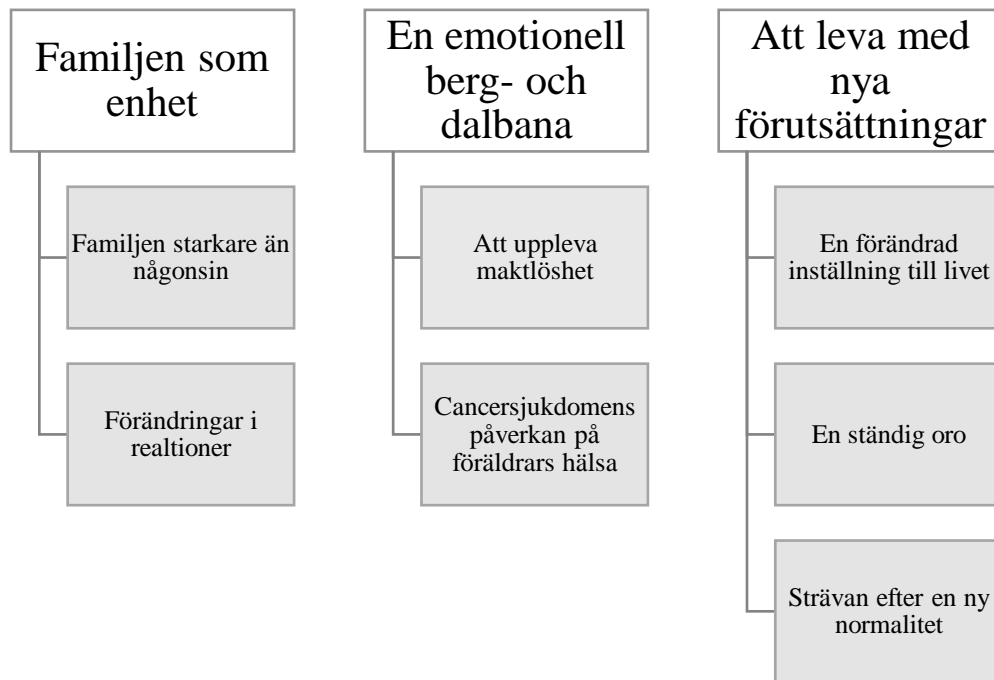 Familjen som
enhet
Familjen starkare än
någonsin
Förändringar i
realtioner
En emotionell
berg- och
dalbana
Att uppleva
maktlöshet
Cancersjukdomens
påverkan på
föräldrars hälsa
Att leva med
nya
förutsättningar
En förändrad
inställning till livet
En ständig oro
Strävan efter en ny
normalitet